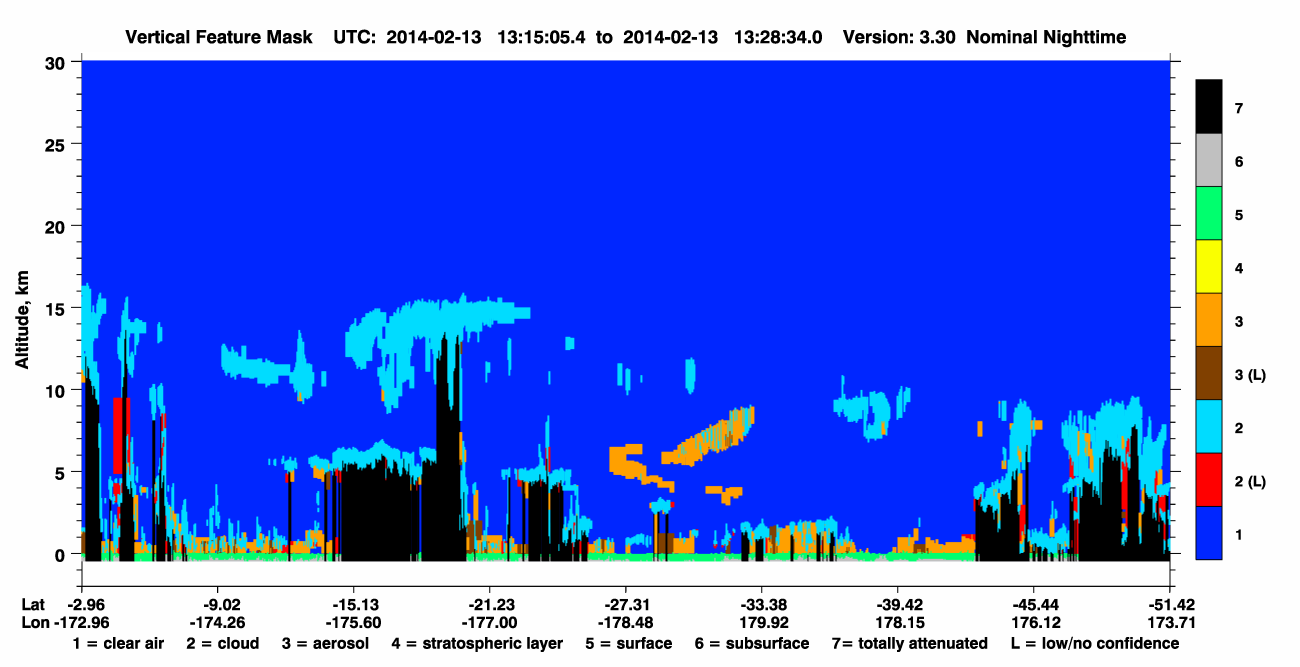 Vertical Feature Mask UTC: 2014-02-13 13:15:05.4 to 2014-02-13 13:28:34.0 Version: 3.30 Nominal Nighttime
30
25
20
15
10
5
0
Altitude, km
7
6
5
4
3
3 (L)
2
2 (L)
1
Lat -2.96 -9.02 -15.13 -21.23 -27.31 -33.38 -39.42 -45.44 -51.42
Lon -172.96 -174.26 -175.60 -177.00 -178.48 179.92 178.15 176.12 173.71
1 = clear air 2 = cloud 3 = aerosol 4 = stratospheric layer 5 = surface 6 = subsurface 7= totally attenuated L = low/no confidence